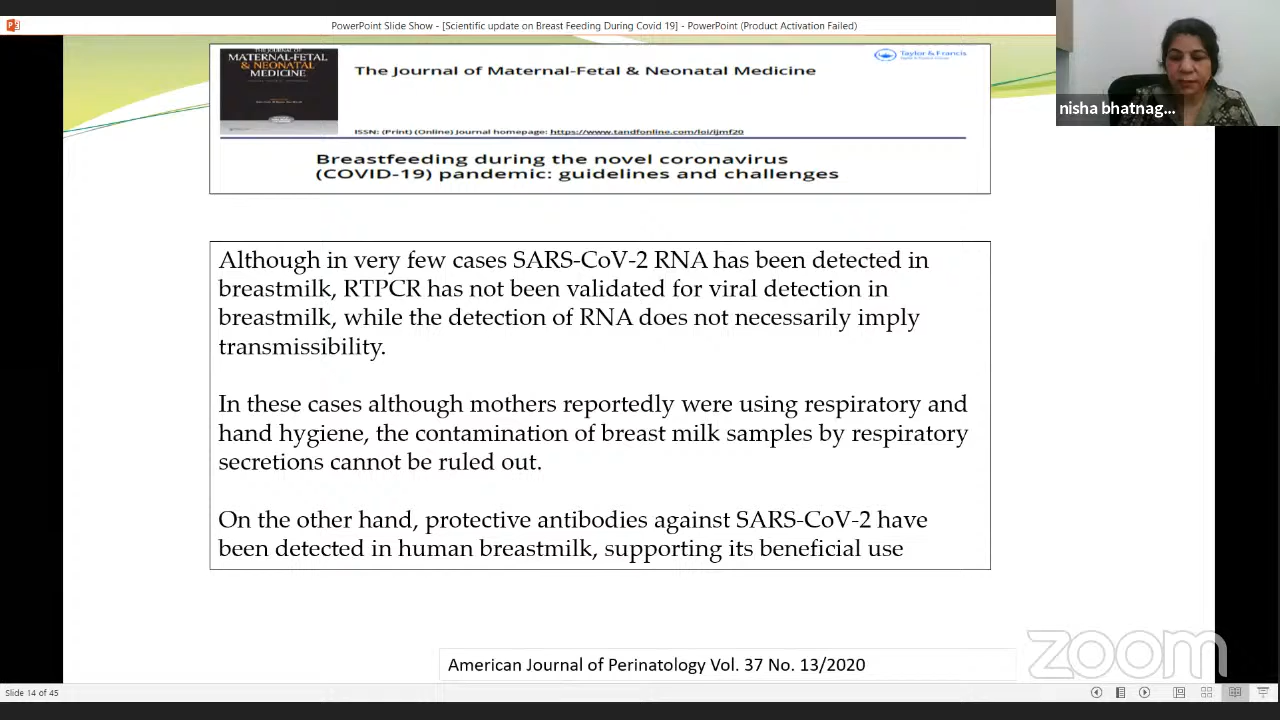 PowerPoint Slide Show - [Scientific update on Breast Feeding During Covid 19] - PowerPoint (Product Activation Failed)
MATERNAL-FETAL
& NEONATAL
MEDICINE
The Journal of Maternal-Fetal & Neonatal Medicine
Taylor & Francis
ISSN: (Print) (Online) Journal homepage: https://www.tandfonline.com/loi/ijmf20
Breastfeeding during the novel coronavirus
(COVID-19) pandemic: guidelines and challenges
nisha bhatnag...
Although in very few cases SARS-CoV-2 RNA has been detected in
breastmilk, RTPCR has not been validated for viral detection in
breastmilk, while the detection of RNA does not necessarily imply
transmissibility.
In these cases although mothers reportedly were using respiratory and
hand hygiene, the contamination of breast milk samples by respiratory
secretions cannot be ruled out.
On the other hand, protective antibodies against SARS-CoV-2 have
been detected in human breastmilk, supporting its beneficial use
American Journal of Perinatology Vol. 37 No. 13/2020
zoom
Slide 14 of 45